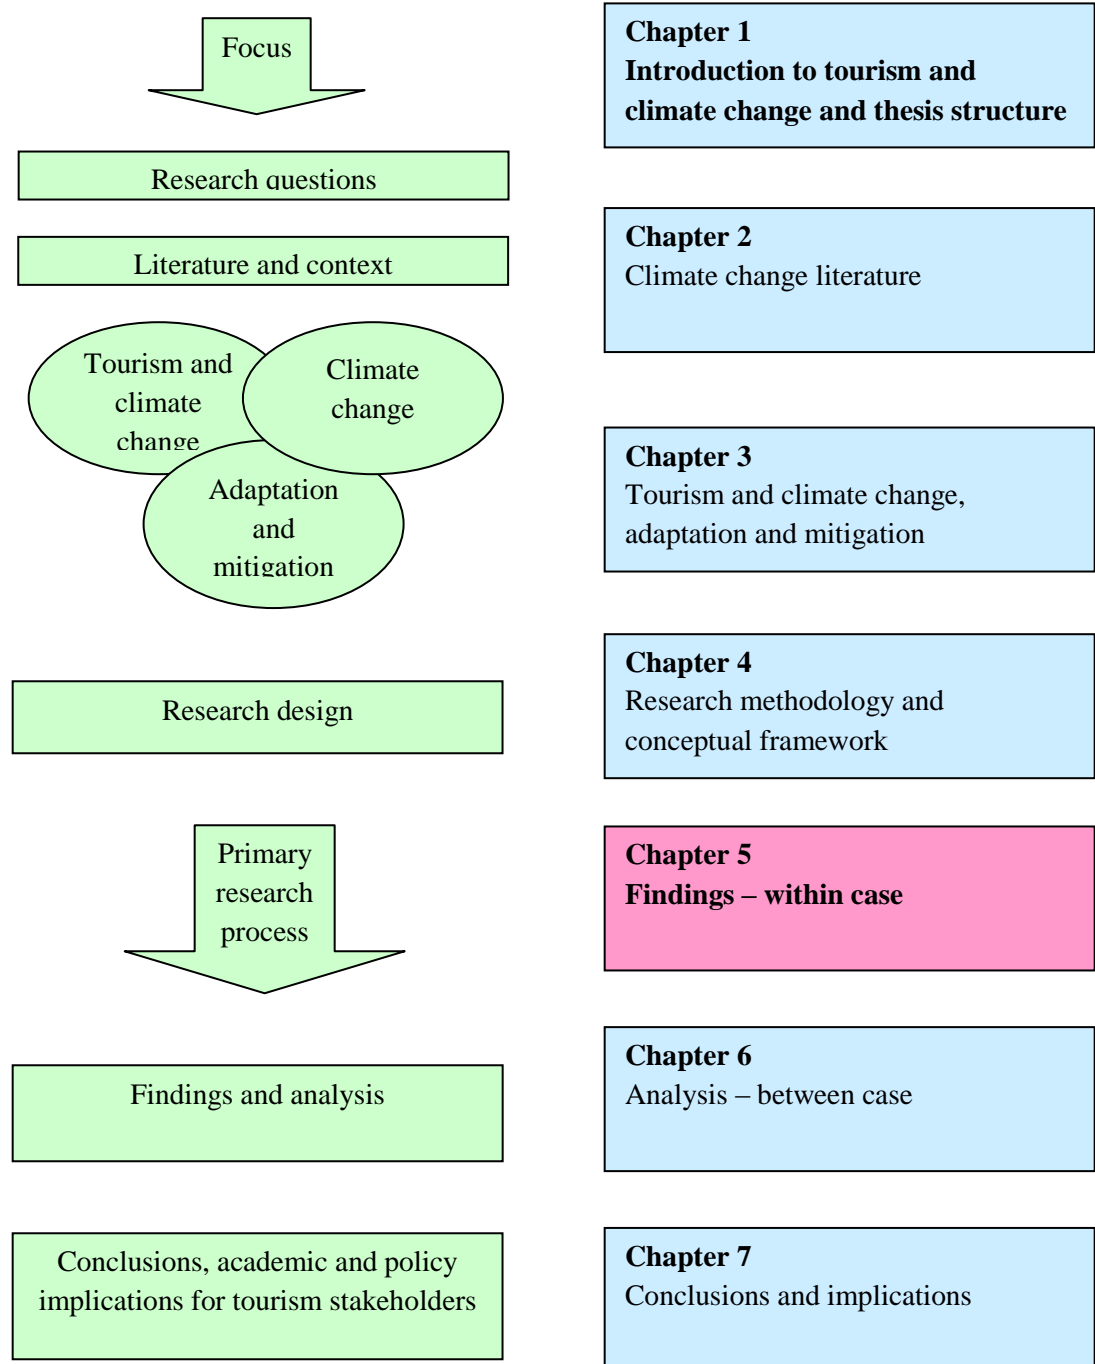 Focus
Research questions
Literature and context
Tourism and
climate
change
Climate
change
Adaptation
and
mitigation
Research design
Primary
research
process
Findings and analysis
Conclusions, academic and policy
implications for tourism stakeholders
Chapter 1
Introduction to tourism and
climate change and thesis structure
Chapter 2
Climate change literature
Chapter 3
Tourism and climate change,
adaptation and mitigation
Chapter 4
Research methodology and
conceptual framework
Chapter 5
Findings – within case
Chapter 6
Analysis – between case
Chapter 7
Conclusions and implications